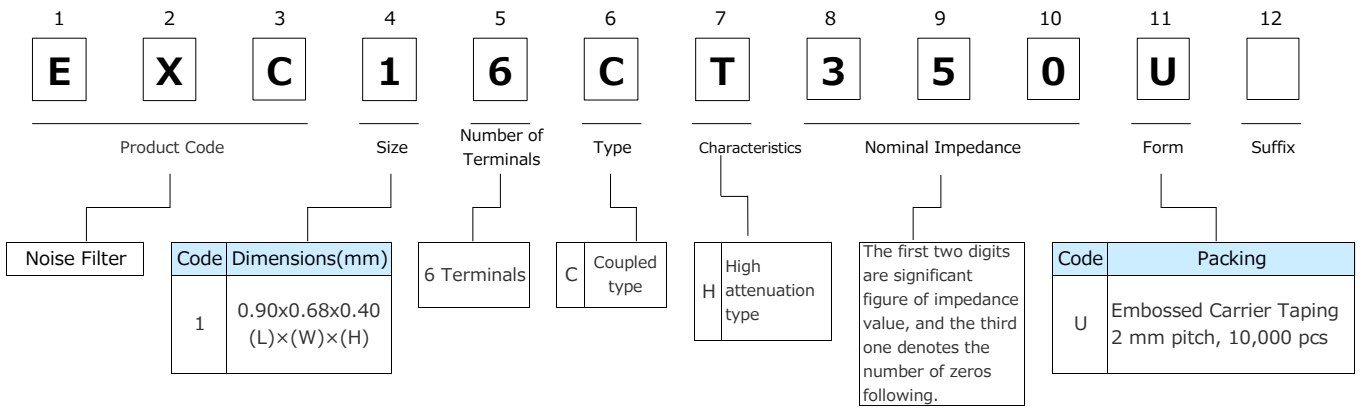 1 2 3 4 5 6 7 8 9 10 11 12
E X C 1 6 C T 3 5 0 U
Product Code Size Number of Terminals Type Characteristics Nominal Impedance Form Suffix
Noise Filter
Code Dimensions(mm)
1 0.90x0.68x0.40
(L)×(W)×(H)
6 Terminals
C Coupled
type
H High
attenuation
type
The first two digits
are significant
figure of impedance
value, and the third
one denotes the
number of zeros
following.
Code Packing
U Embossed Carrier Taping
2 mm pitch, 10,000 pcs